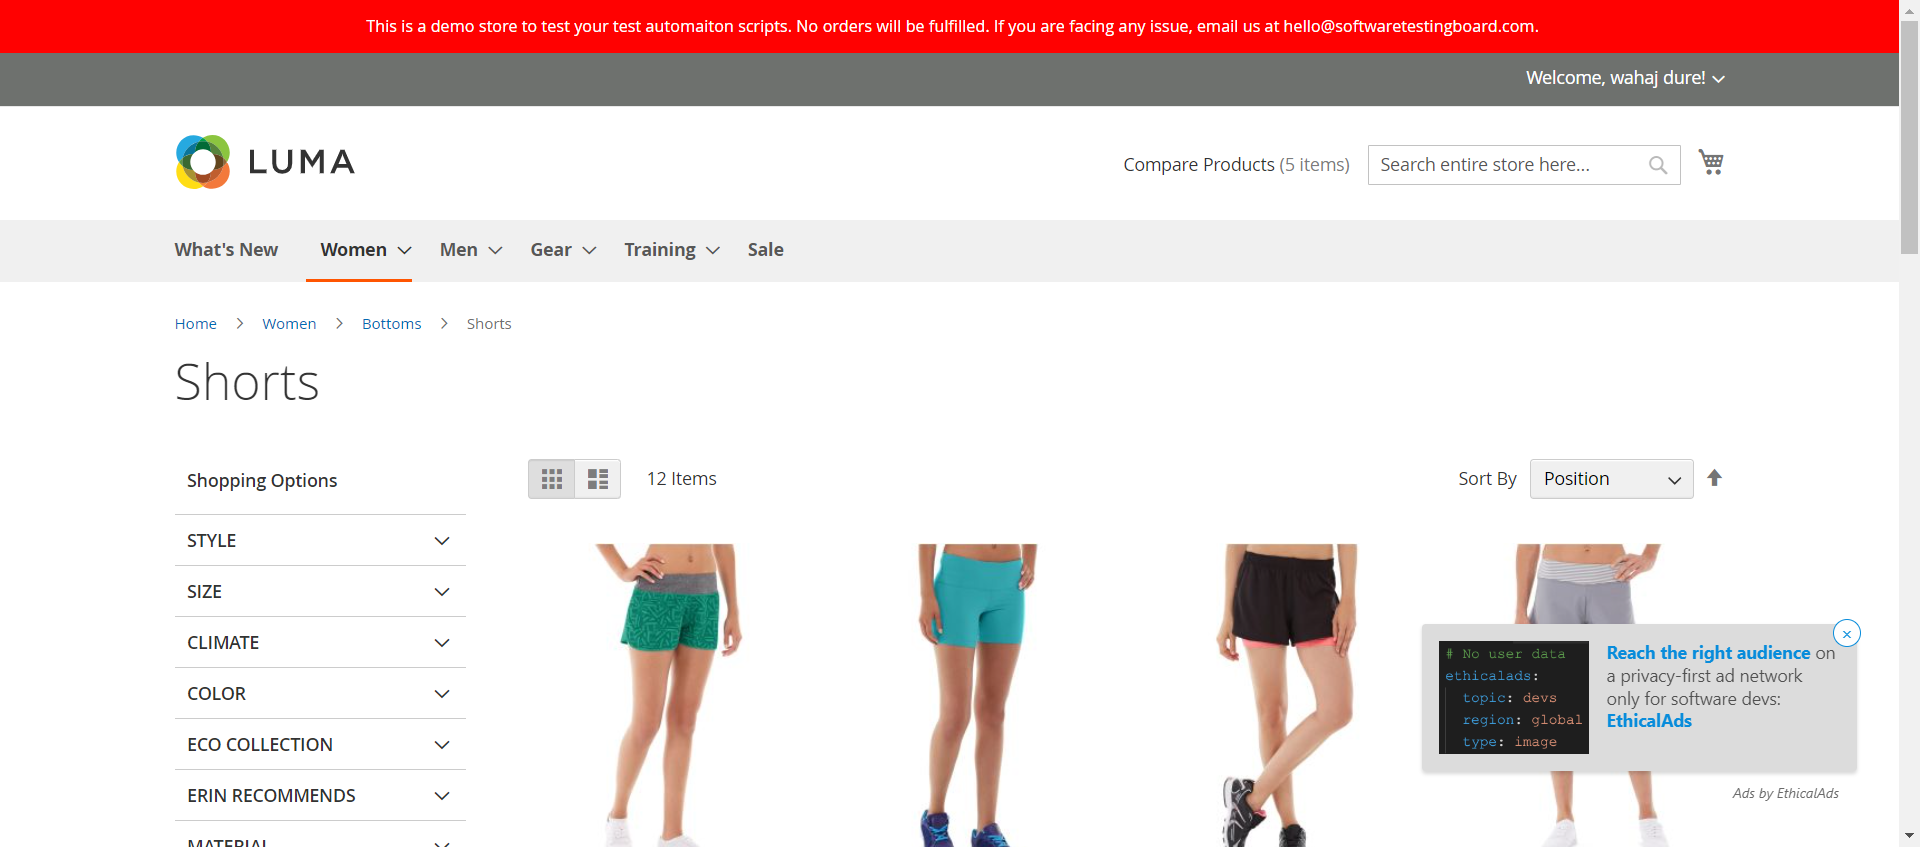 This is a demo store to test your test automaiton scripts. No orders will be fulfilled. If you are facing any issue, email us at hello@softwaretestingboard.com.
Welcome, wahaj dure!
LUMA
Compare Products (5 items)
Search entire store here...
What's New
Women
Men
Gear
Training
Sale
Home
Women
Bottoms
Shorts
Shorts
Shopping Options
12 Items
Sort By
Position
STYLE
SIZE
CLIMATE
COLOR
ECO COLLECTION
ERIN RECOMMENDS
MATERIAL
# No user data
ethicalads:
topic: devs
region: global
type: image
Reach the right audience on
a privacy-first ad network
only for software devs:
EthicalAds
Ads by EthicalAds